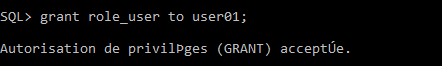 SQL> grant role_user to user01;
Autorisation de privilÞges (GRANT) acceptÚe.